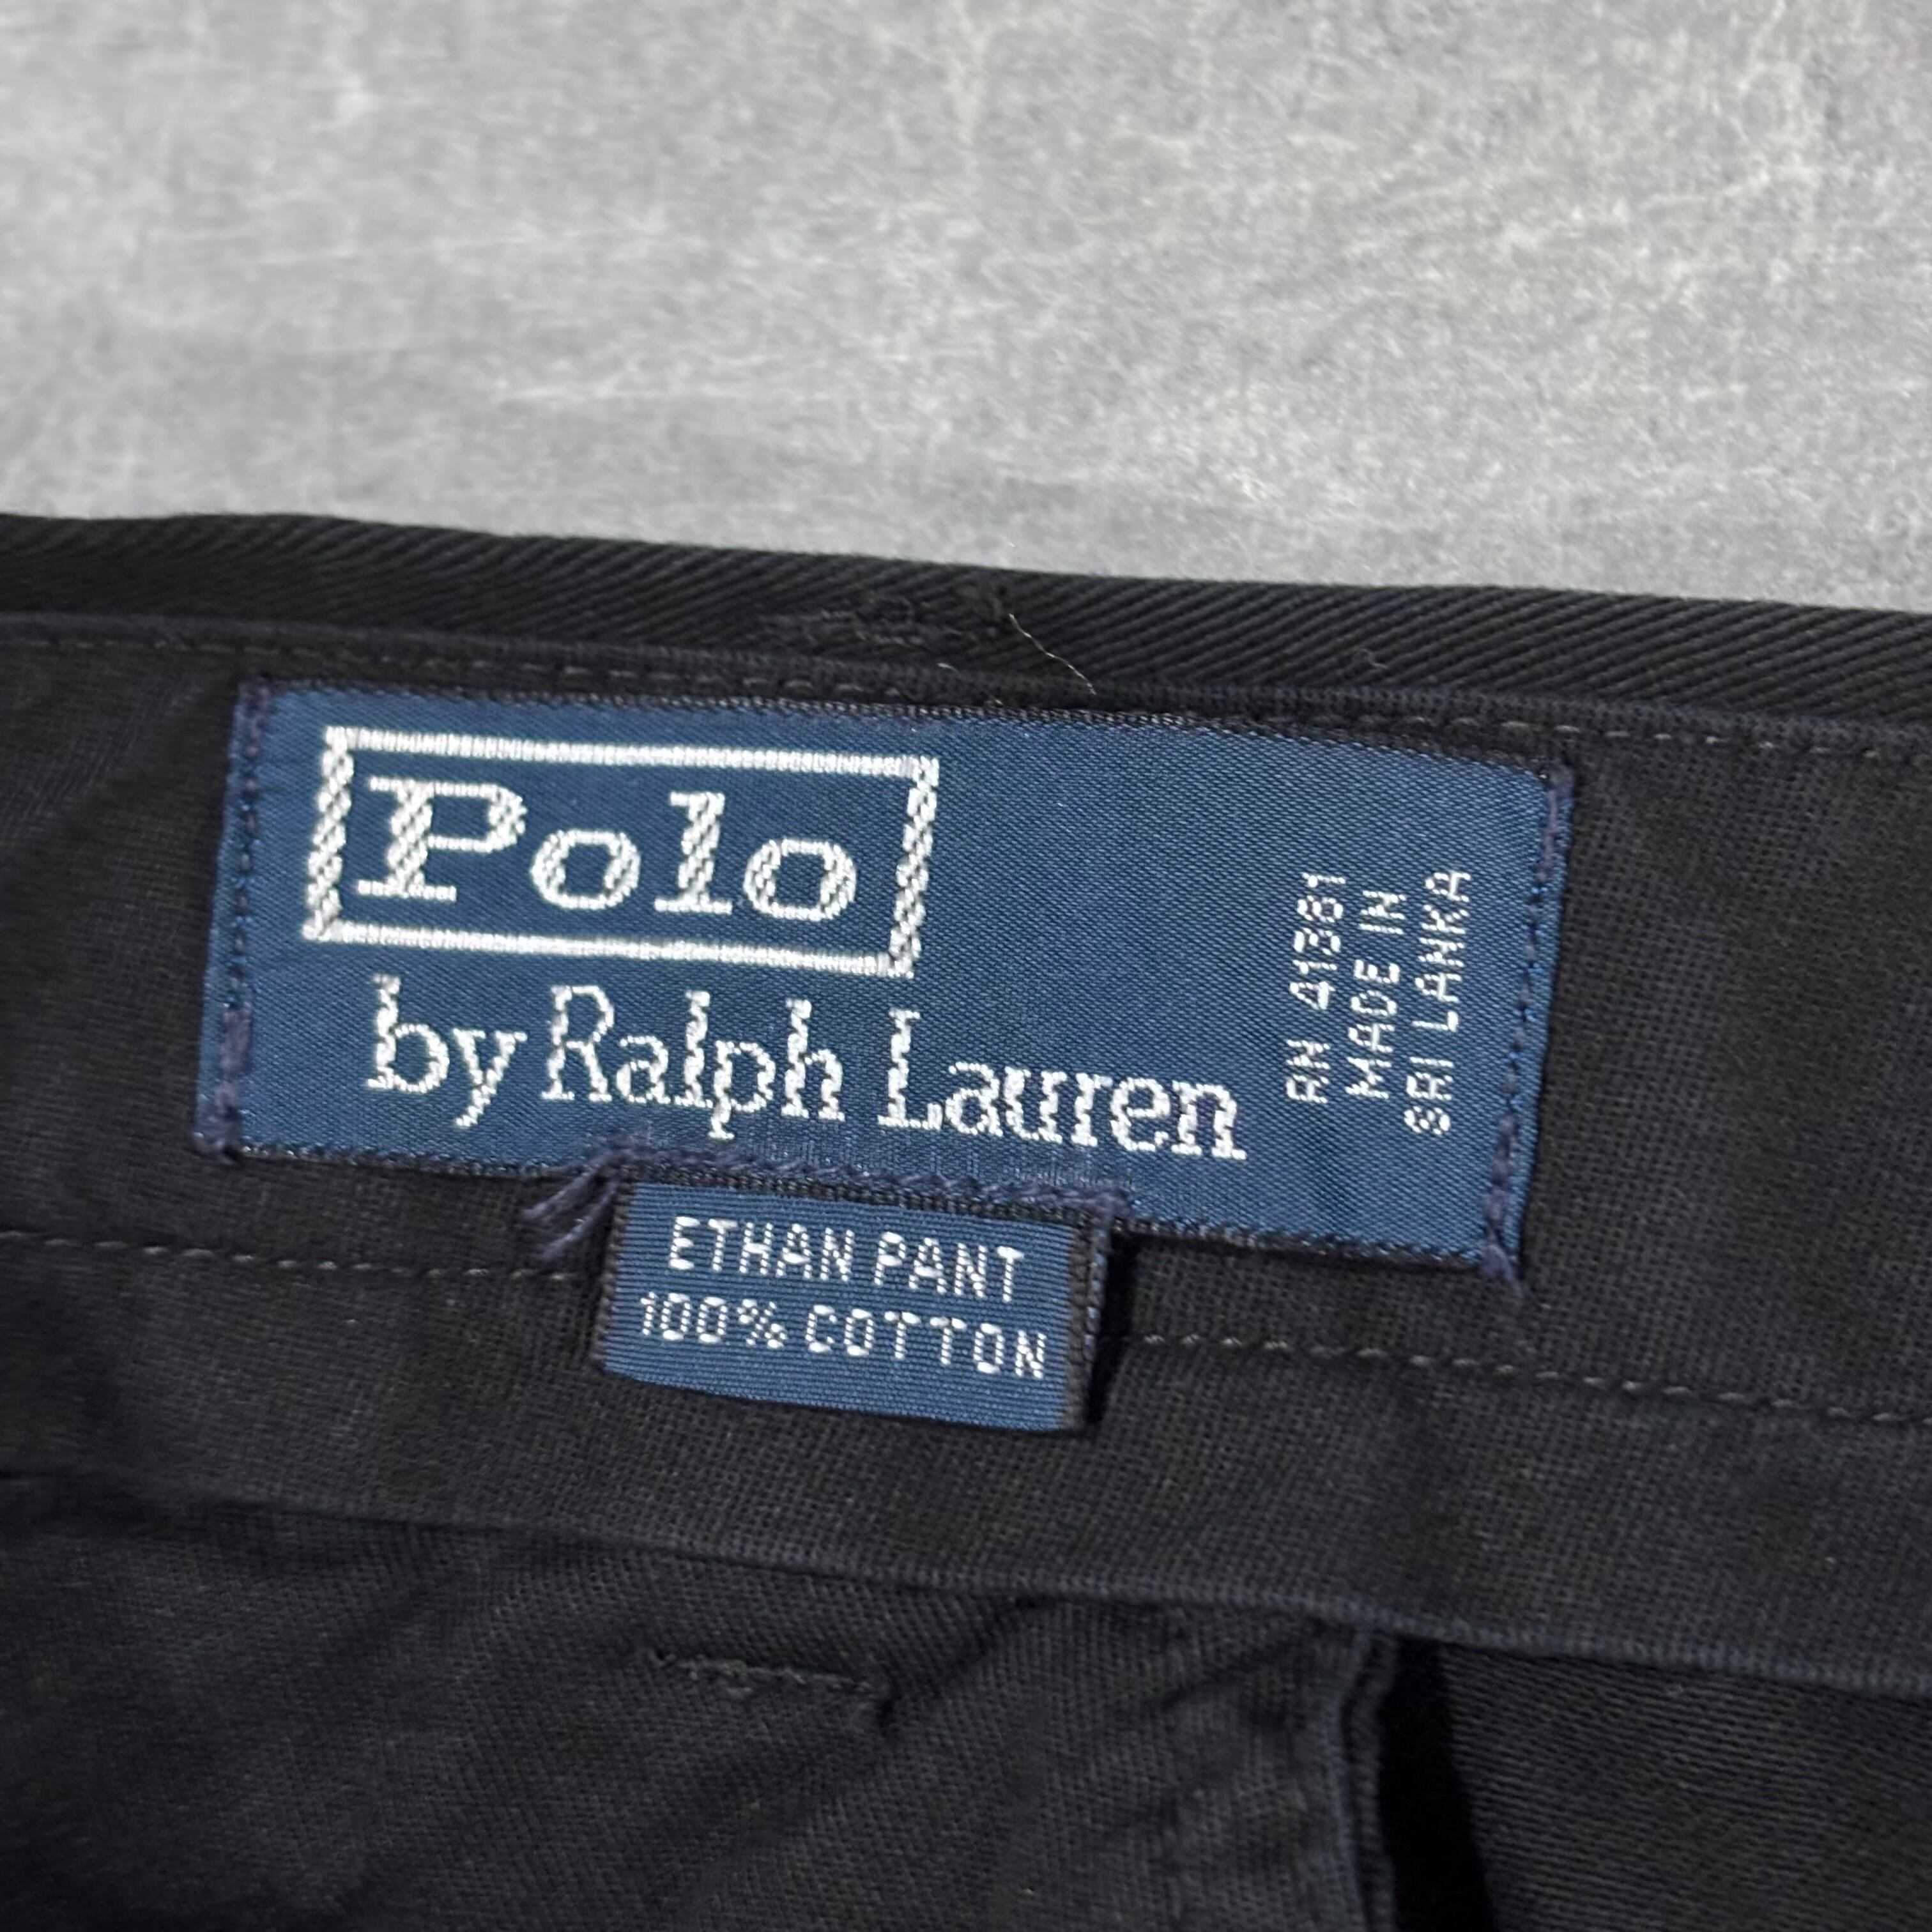 Polo
by Ralph Lauren
RN 41381
MADE IN
SRI LANKA
ETHAN PANT
100% COTTON